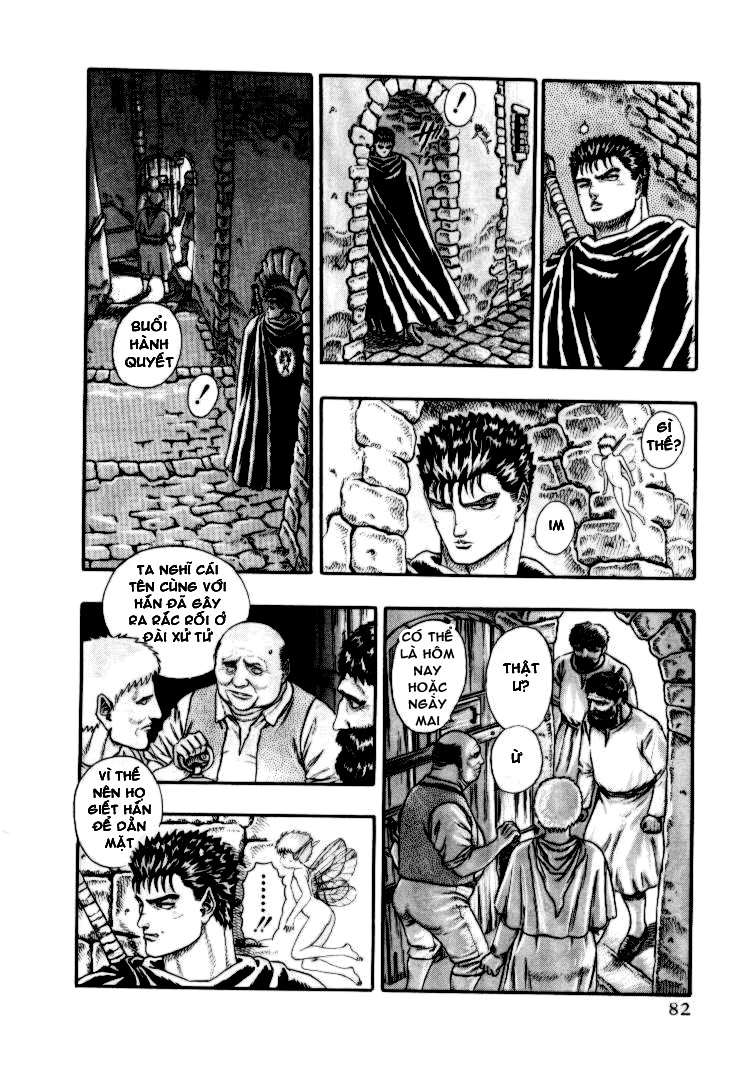 !
BUỔI
HÀNH
QUYẾT
!
GÌ
THẾ?
IM
THẬT
Ư?
Ừ
CÓ THỂ
LÀ HÔM
NAY
HOẶC
NGÀY
MAI
TA NGHĨ CÁI
TÊN CÙNG VỚI
HẮN ĐÃ GÂY
RA RẮC RỐI Ở
ĐÀI XỬ TỬ
VÌ THẾ
NÊN HỌ
GIẾT HẮN
ĐỂ DẰN
MẶT
......!!
82